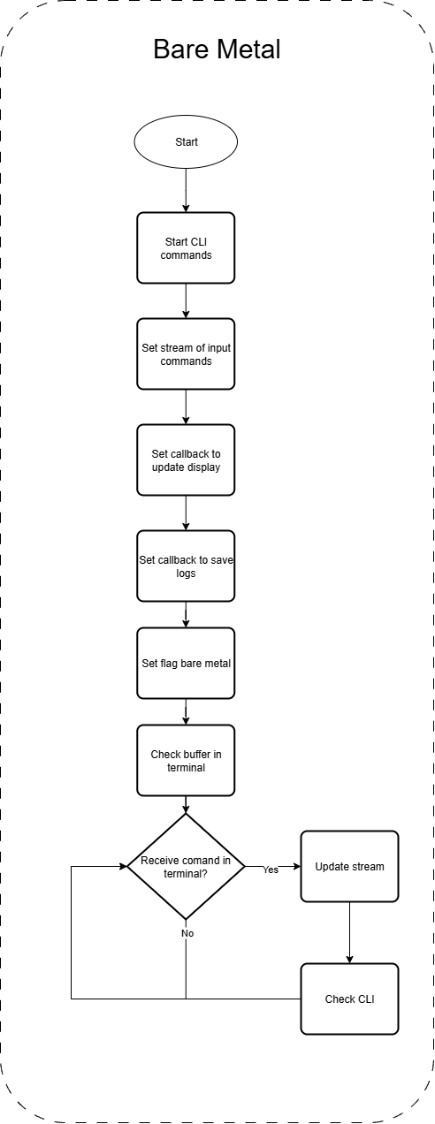 Bare Metal
Start
Start CLI
commands
Set stream of input
commands
Set callback to
update display
Set callback to save
logs
Set flag bare metal
Check buffer in
terminal
Receive comand in
terminal?
Yes
Update stream
No
Check CLI